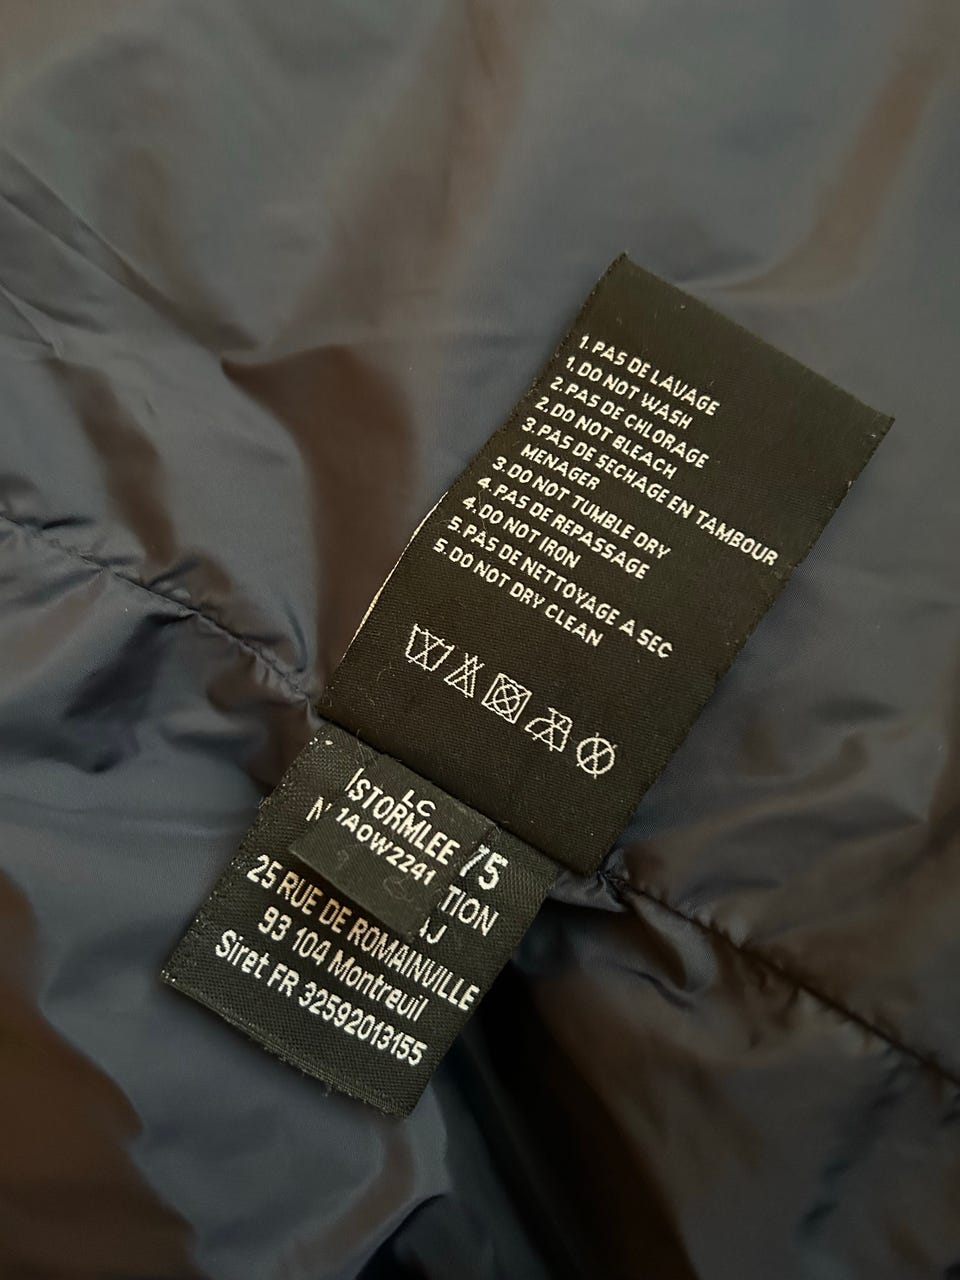 1.PAS DE LAVAGE
1.DO NOT WASH
2.PAS DE CHLORAGE
2.DO NOT BLEACH
3.PAS DE SECHAGE EN TAMBOUR
MENAGER
3.DO NOT TUMBLE DRY
4.PAS DE REPASSAGE
4.DO NOT IRON
5.PAS DE NETTOYAGE A SEC
5.DO NOT DRY CLEAN
LC
STORMLEE
1AOW2241
75
TION
25 RUE DE ROMAINVILLE
93 104 Montreuil
Siret FR 32592013155